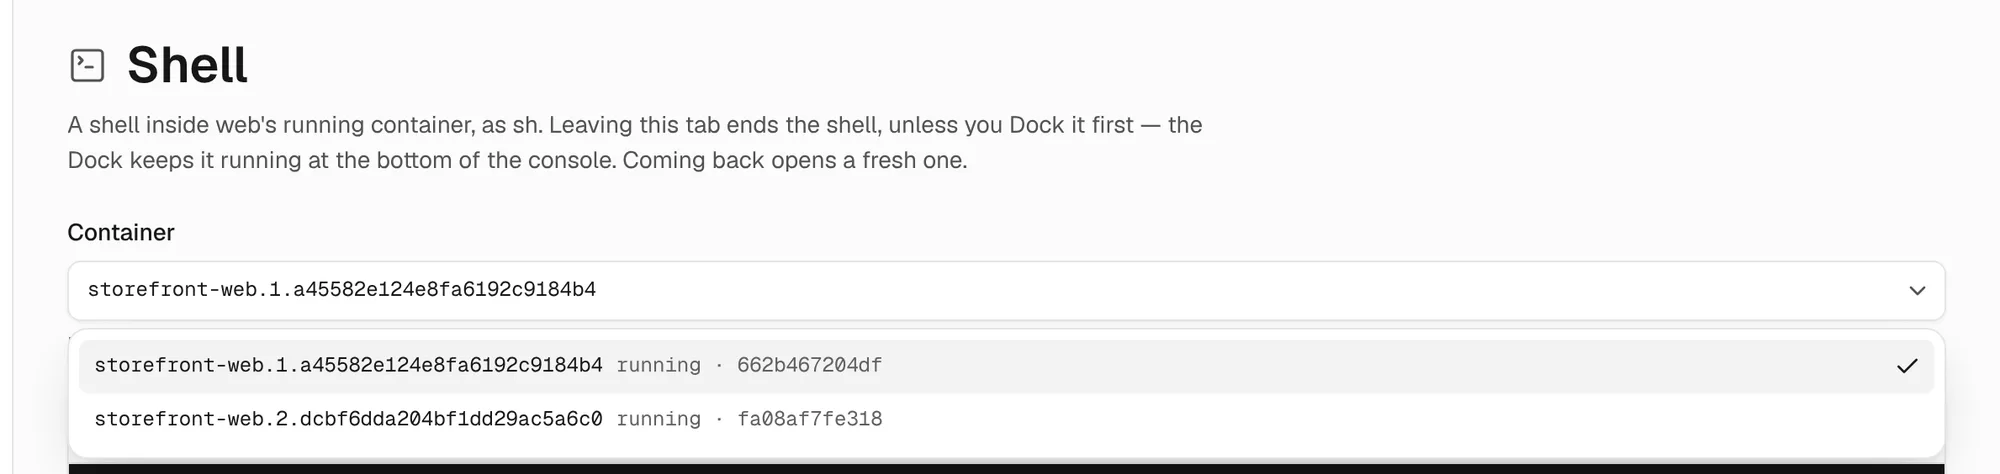 Shell
A shell inside web's running container, as sh. Leaving this tab ends the shell, unless you Dock it first — the
Dock keeps it running at the bottom of the console. Coming back opens a fresh one.
Container
storefront-web.1.a45582e124e8fa6192c9184b4
storefront-web.1.a45582e124e8fa6192c9184b4 running · 662b467204df
storefront-web.2.dcbf6dda204bf1dd29ac5a6c0 running · fa08af7fe318